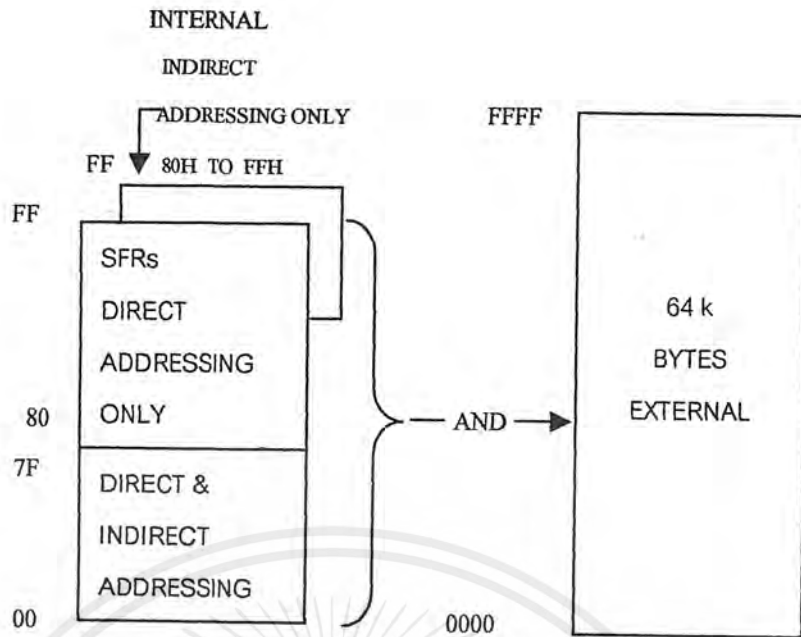 INTERNAL
INDIRECT
ADDRESSING ONLY
FF 80H TO FFH
FF
SFRs
DIRECT
ADDRESSING
ONLY
80
7F
DIRECT &
INDIRECT
ADDRESSING
00
AND
FFFF
64 k
BYTES
EXTERNAL
0000